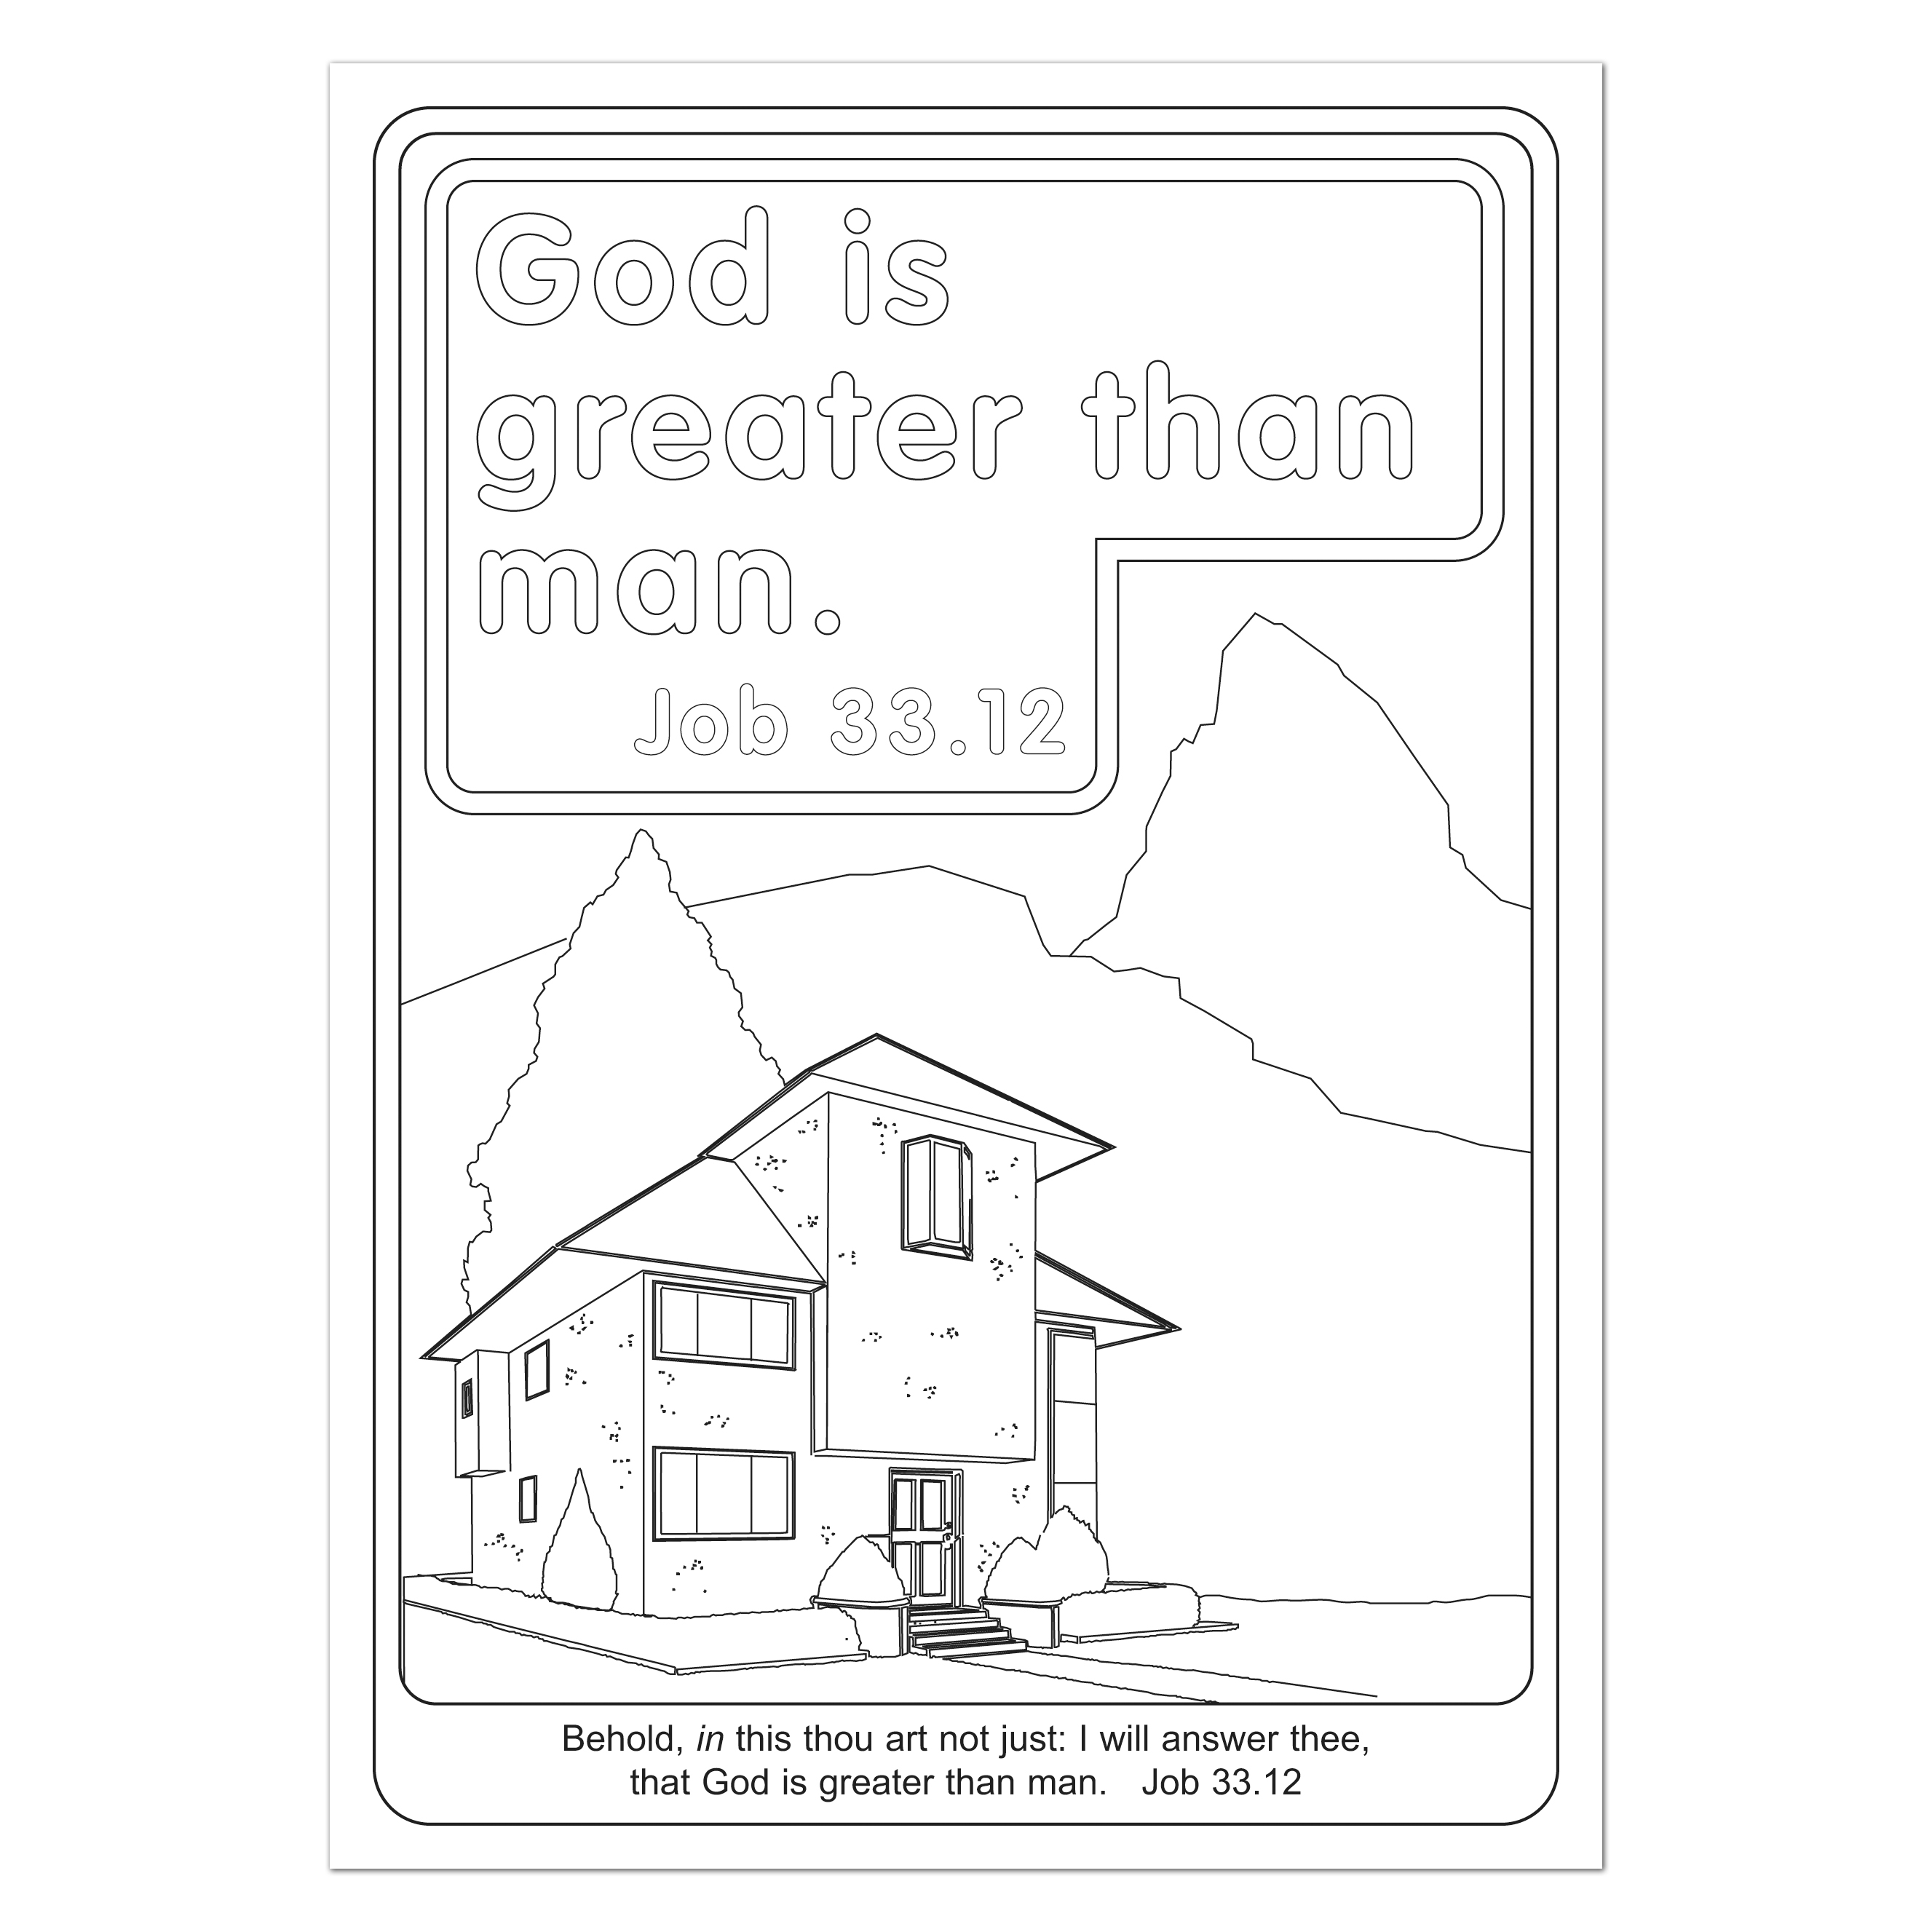 God is
greater than
man.
Job 33.12
Behold, in this thou art not just: I will answer thee,
that God is greater than man. Job 33.12